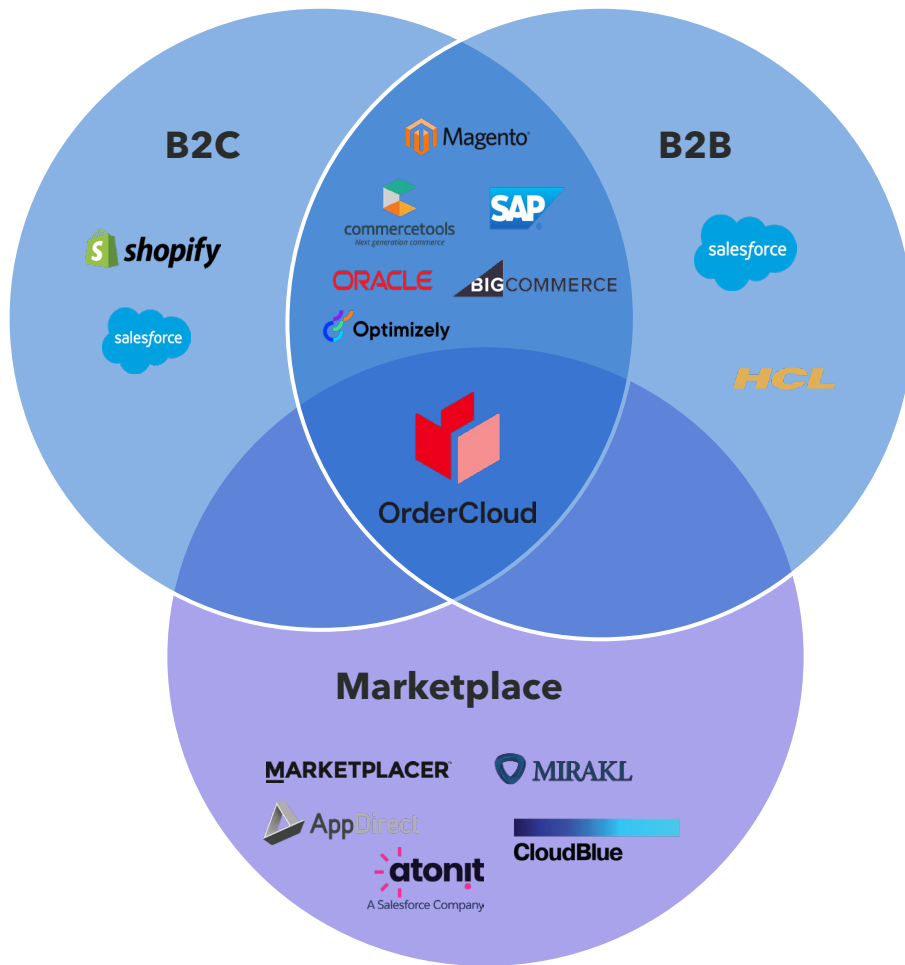 B2C
B2B
Magento
commercetools
Next generation commerce
SAP
S shopify
salesforce
salesforce
ORACLE
BIGCOMMERCE
Optimizely
HCL
OrderCloud
Marketplace
MARKETPLACER
MIRAKL
AppDirect
CloudBlue
atonit
A Salesforce Company